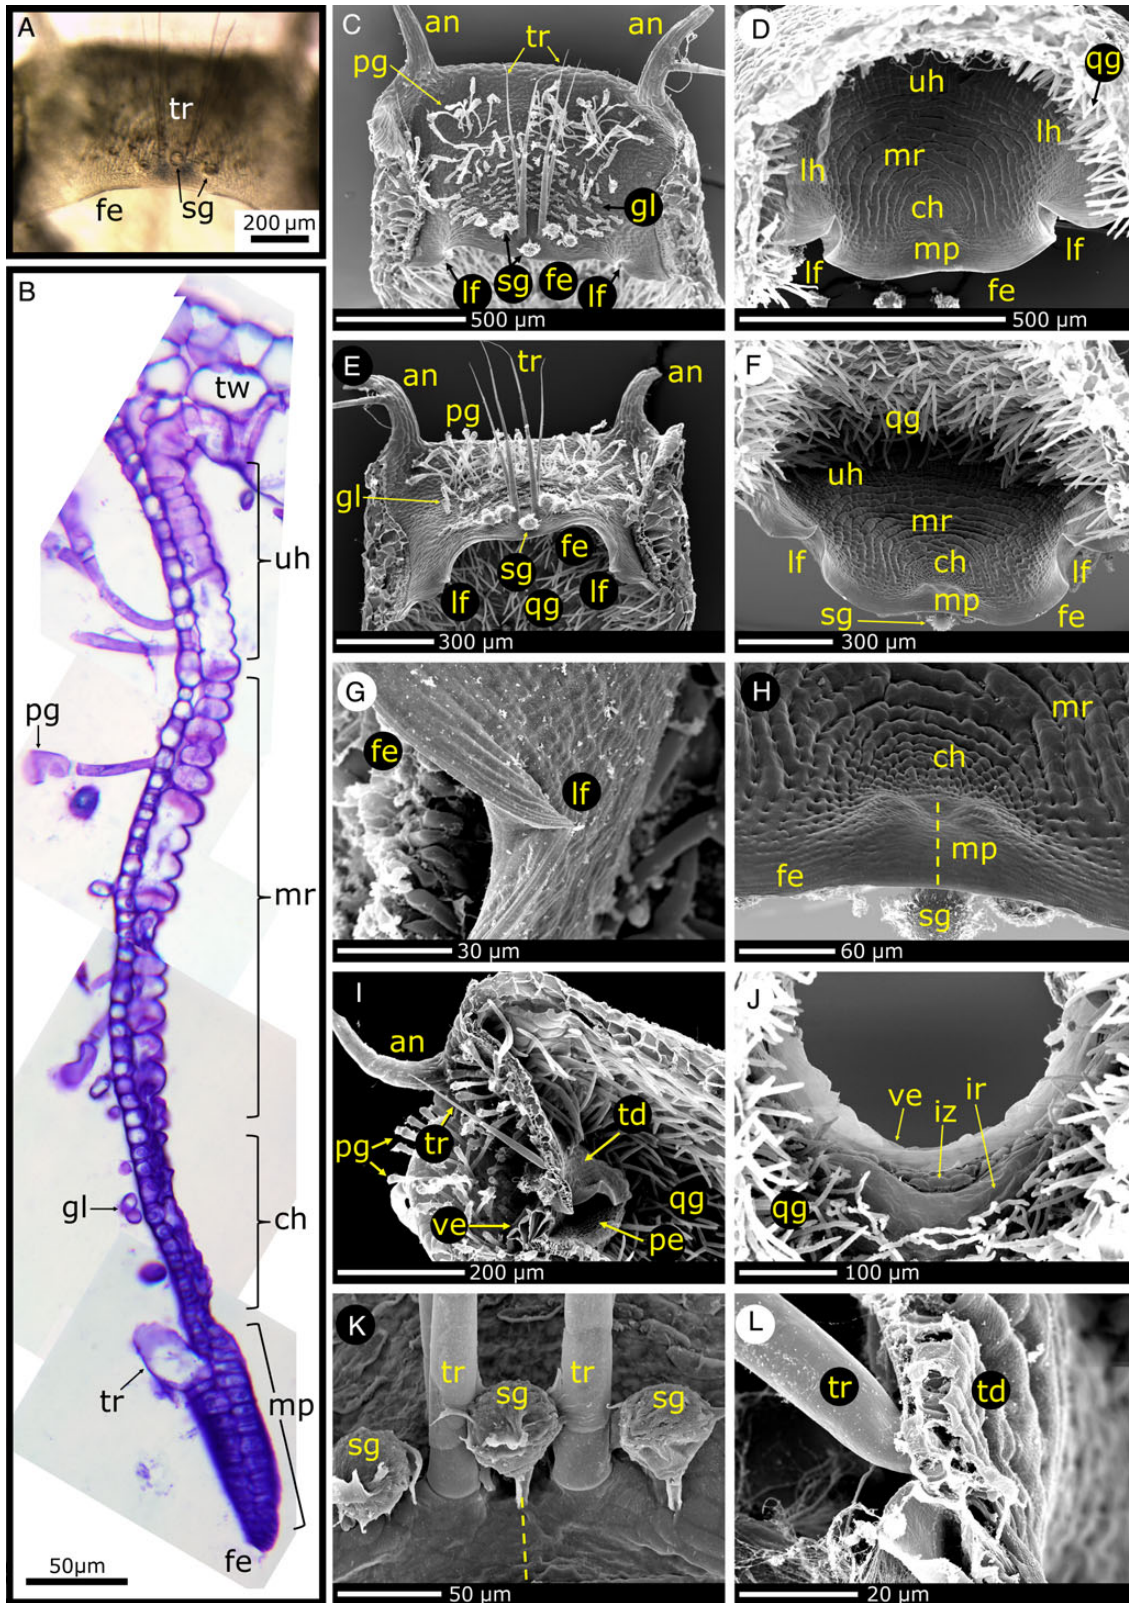 A
tr
fe
sg
200 µm
B
tw
uh
pg
mr
gl
ch
tr
mp
fe
50µm
C
an
tr
an
pg
gl
lf
sg
fe
lf
500 µm
D
qg
uh
lh
lh
mr
ch
mp
lf
lf
fe
500 µm
E
tr
an
an
pg
gl
fe
sg
lf
qg
lf
300 µm
F
qg
uh
mr
lf
ch
lf
mp
sg
fe
300 µm
G
fe
lf
30 µm
H
mr
ch
mp
fe
sg
60 µm
I
an
tr
td
pg
qg
ve
pe
200 µm
J
ve
iz
ir
qg
100 µm
K
tr
tr
sg
sg
sg
50 µm
L
tr
td
20 µm